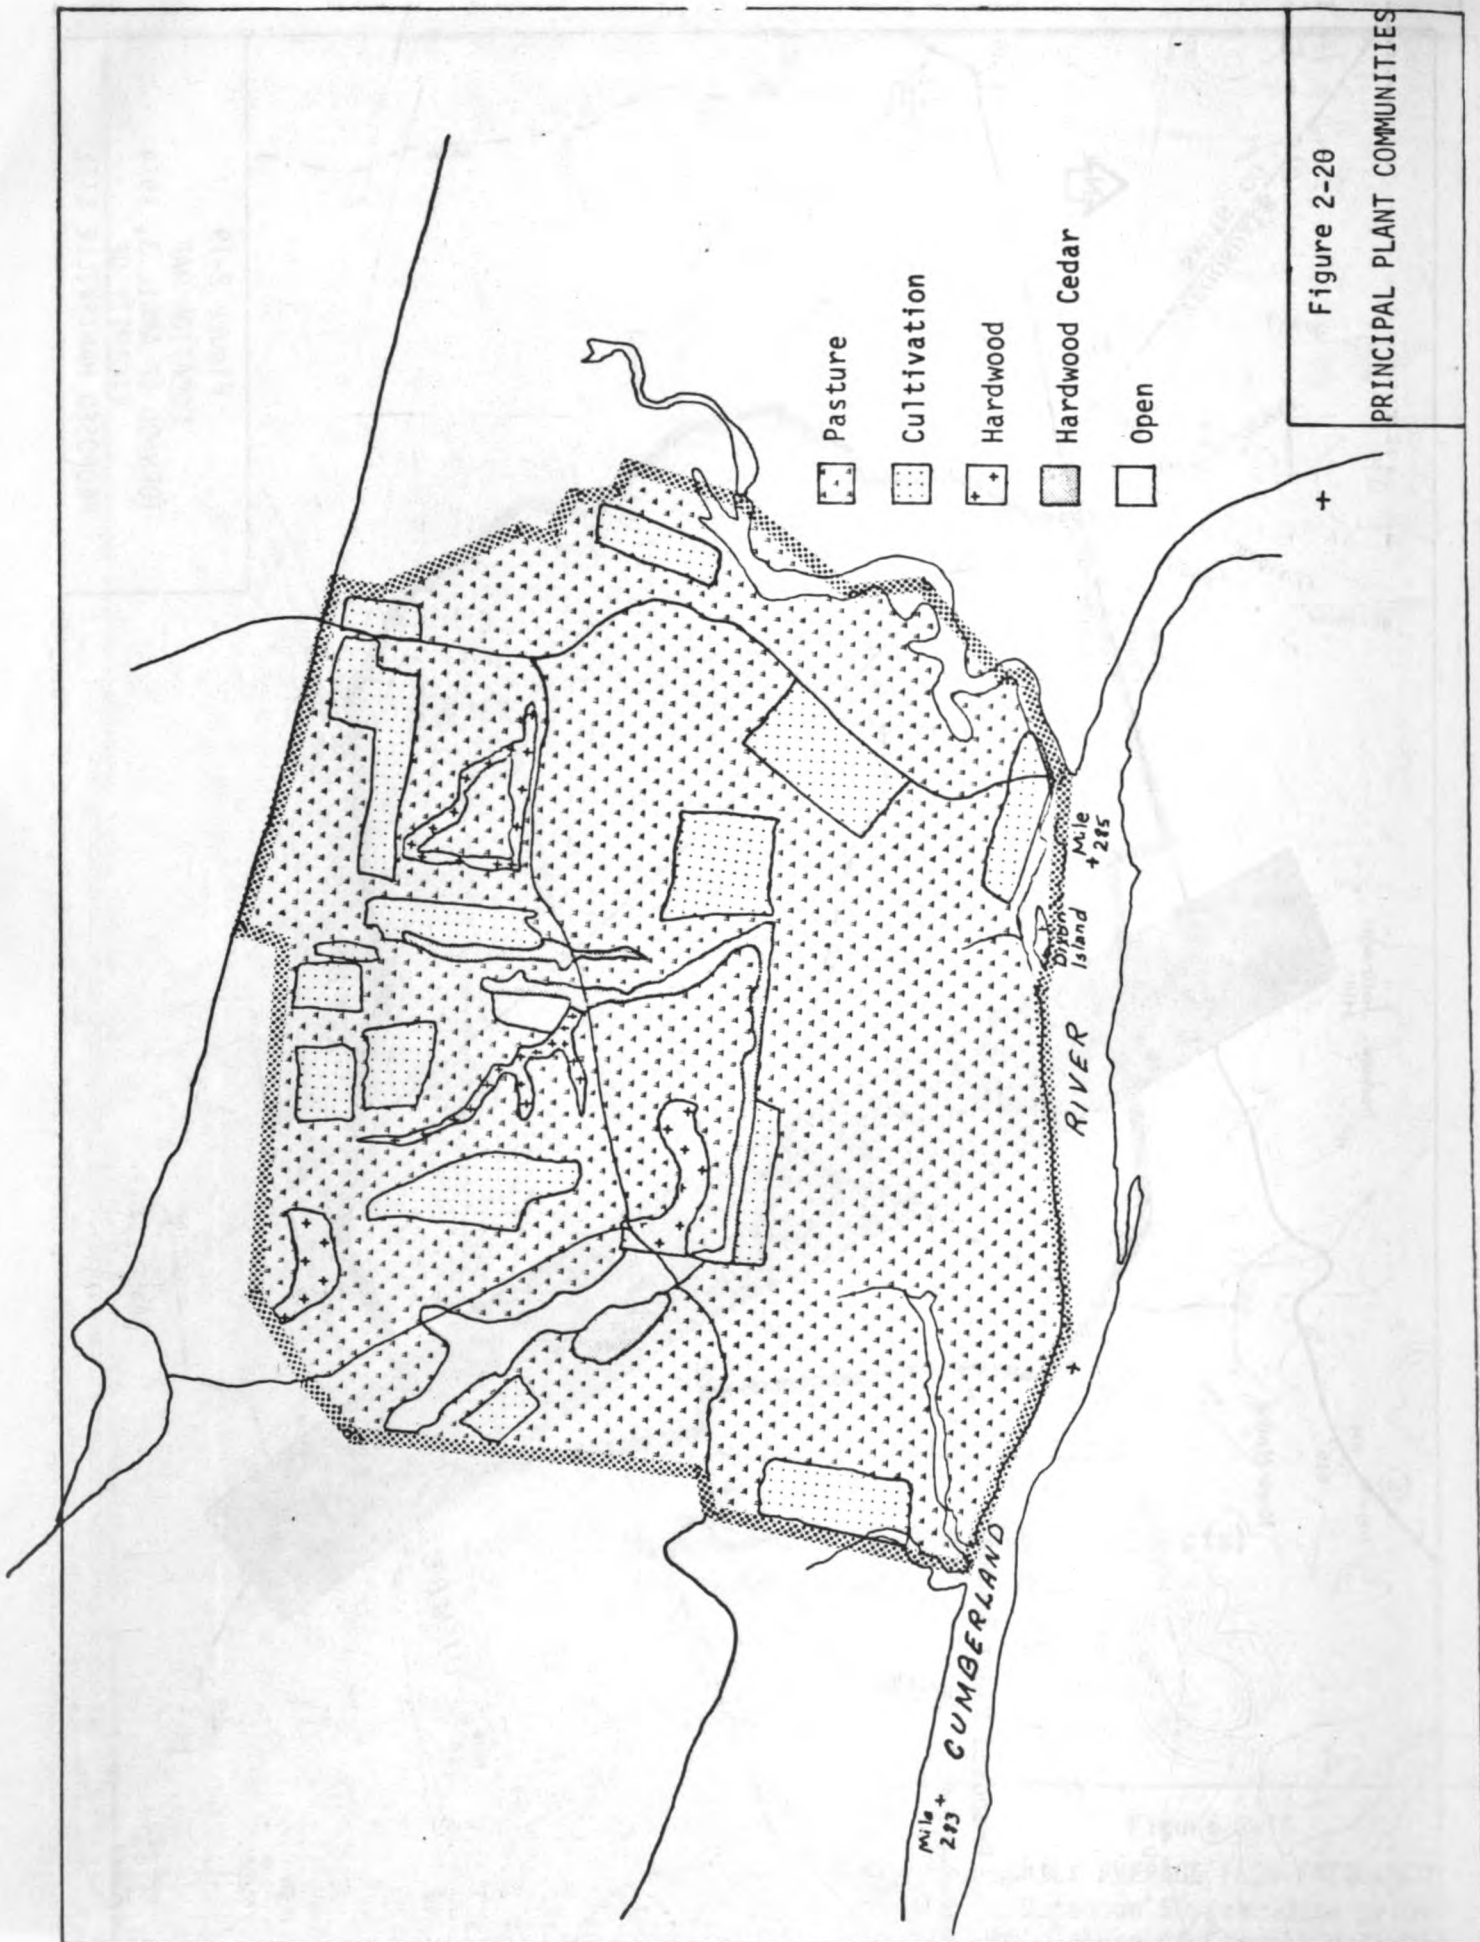 Pasture
Cultivation
Hardwood
Hardwood Cedar
Open
Mile
283
CUMBERLAND
RIVER
Dixon
Island
Mile
285
Figure 2-20
PRINCIPAL PLANT COMMUNITIES